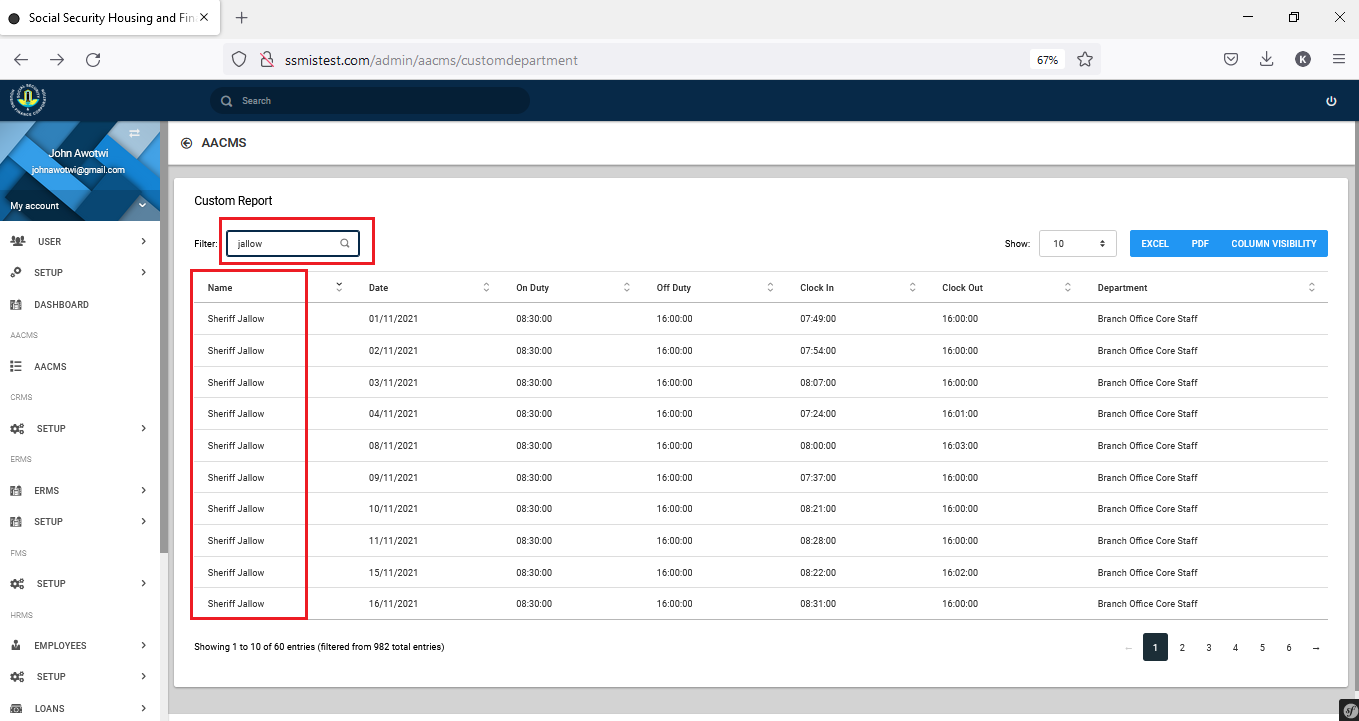 Social Security Housing and Fin
ssmistest.com/admin/aacms/customdepartment
67%
K
Search
John Awotwi
johnawotwi@gmail.com
My account
USER
SETUP
DASHBOARD
AACMS
AACMS
CRMS
SETUP
ERMS
ERMS
SETUP
FMS
SETUP
HRMS
EMPLOYEES
SETUP
LOANS
AACMS
Custom Report
Filter: jallow Show: 10 EXCEL PDF COLUMN VISIBILITY
Name Date On Duty Off Duty Clock In Clock Out Department
Sheriff Jallow 01/11/2021 08:30:00 16:00:00 07:49:00 16:00:00 Branch Office Core Staff
Sheriff Jallow 02/11/2021 08:30:00 16:00:00 07:54:00 16:00:00 Branch Office Core Staff
Sheriff Jallow 03/11/2021 08:30:00 16:00:00 08:07:00 16:00:00 Branch Office Core Staff
Sheriff Jallow 04/11/2021 08:30:00 16:00:00 07:24:00 16:01:00 Branch Office Core Staff
Sheriff Jallow 08/11/2021 08:30:00 16:00:00 08:00:00 16:03:00 Branch Office Core Staff
Sheriff Jallow 09/11/2021 08:30:00 16:00:00 07:37:00 16:00:00 Branch Office Core Staff
Sheriff Jallow 10/11/2021 08:30:00 16:00:00 08:21:00 16:00:00 Branch Office Core Staff
Sheriff Jallow 11/11/2021 08:30:00 16:00:00 08:28:00 16:00:00 Branch Office Core Staff
Sheriff Jallow 15/11/2021 08:30:00 16:00:00 08:22:00 16:02:00 Branch Office Core Staff
Sheriff Jallow 16/11/2021 08:30:00 16:00:00 08:31:00 16:00:00 Branch Office Core Staff
Showing 1 to 10 of 60 entries (filtered from 982 total entries) ← 1 2 3 4 5 6 →